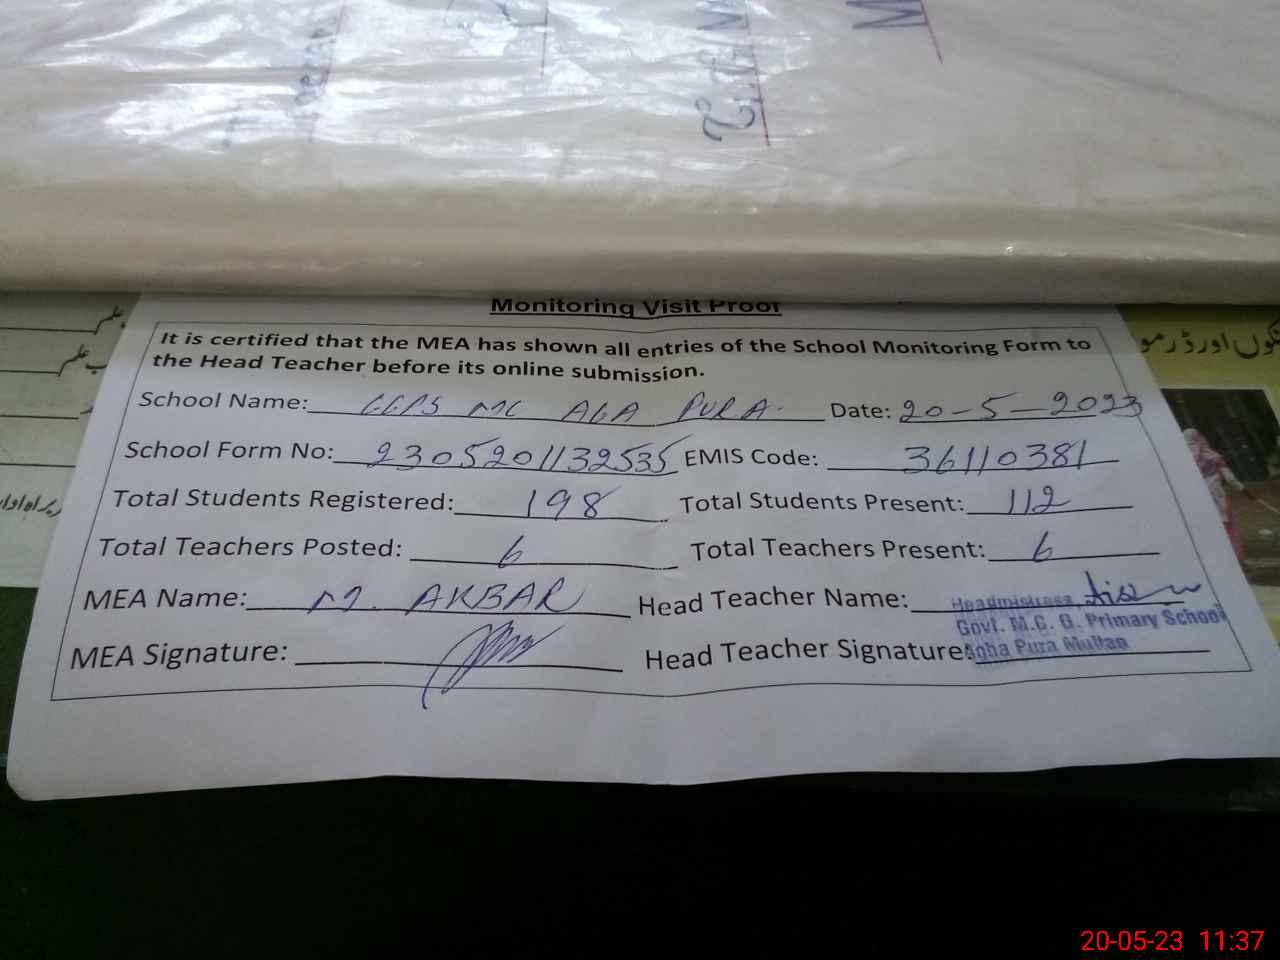 Monitoring Visit Proof
It is certified that the MEA has shown all entries of the School Monitoring Form to
the Head Teacher before its online submission.
School Name: GGPS MC AGA PURA. Date: 20-5-2023
School Form No: 2305201132535 EMIS Code: 36110381
Total Students Registered: 198 Total Students Present: 112
Total Teachers Posted: 6 Total Teachers Present: 6
MEA Name: M. AKBAR Head Teacher Name:
Headmistress
Govt. M.C. G. Primary School
MEA Signature: Head Teacher Signature:
Agha Pura Multan
20-05-23 11:37